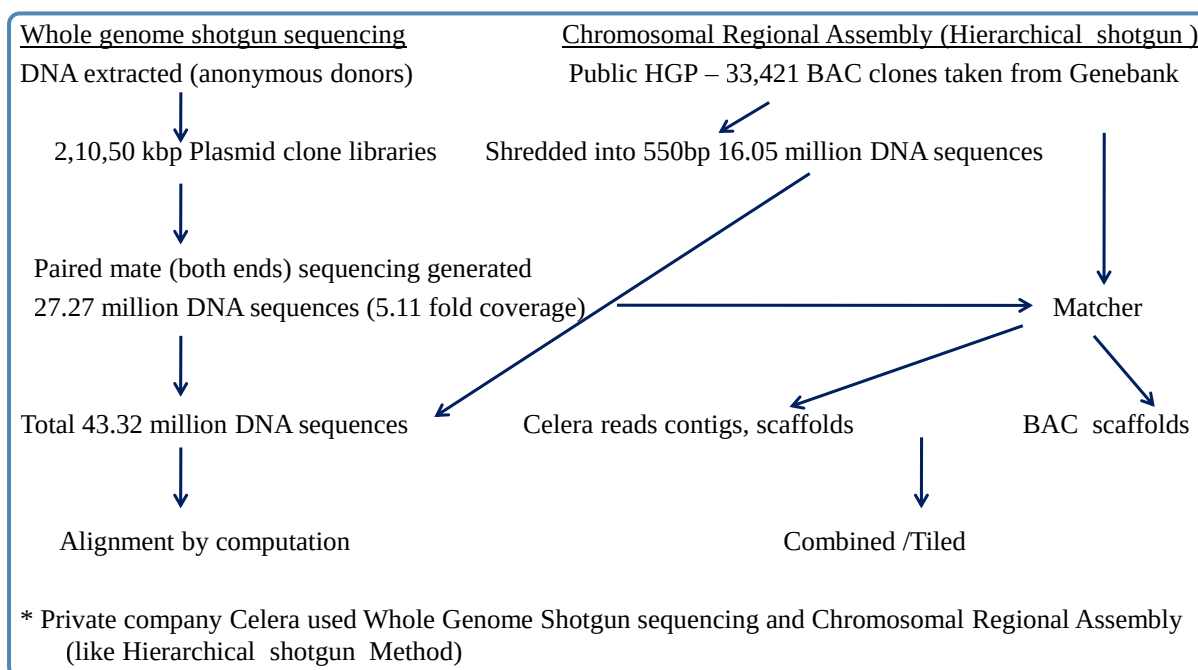 Whole genome shotgun sequencing
Chromosomal Regional Assembly (Hierarchical shotgun )
DNA extracted (anonymous donors)
Public HGP – 33,421 BAC clones taken from Genebank
2,10,50 kbp Plasmid clone libraries
Shredded into 550bp 16.05 million DNA sequences
Paired mate (both ends) sequencing generated
27.27 million DNA sequences (5.11 fold coverage)
Matcher
Total 43.32 million DNA sequences
Celera reads contigs, scaffolds
BAC scaffolds
Alignment by computation
Combined /Tiled
* Private company Celera used Whole Genome Shotgun sequencing and Chromosomal Regional Assembly
(like Hierarchical shotgun Method)